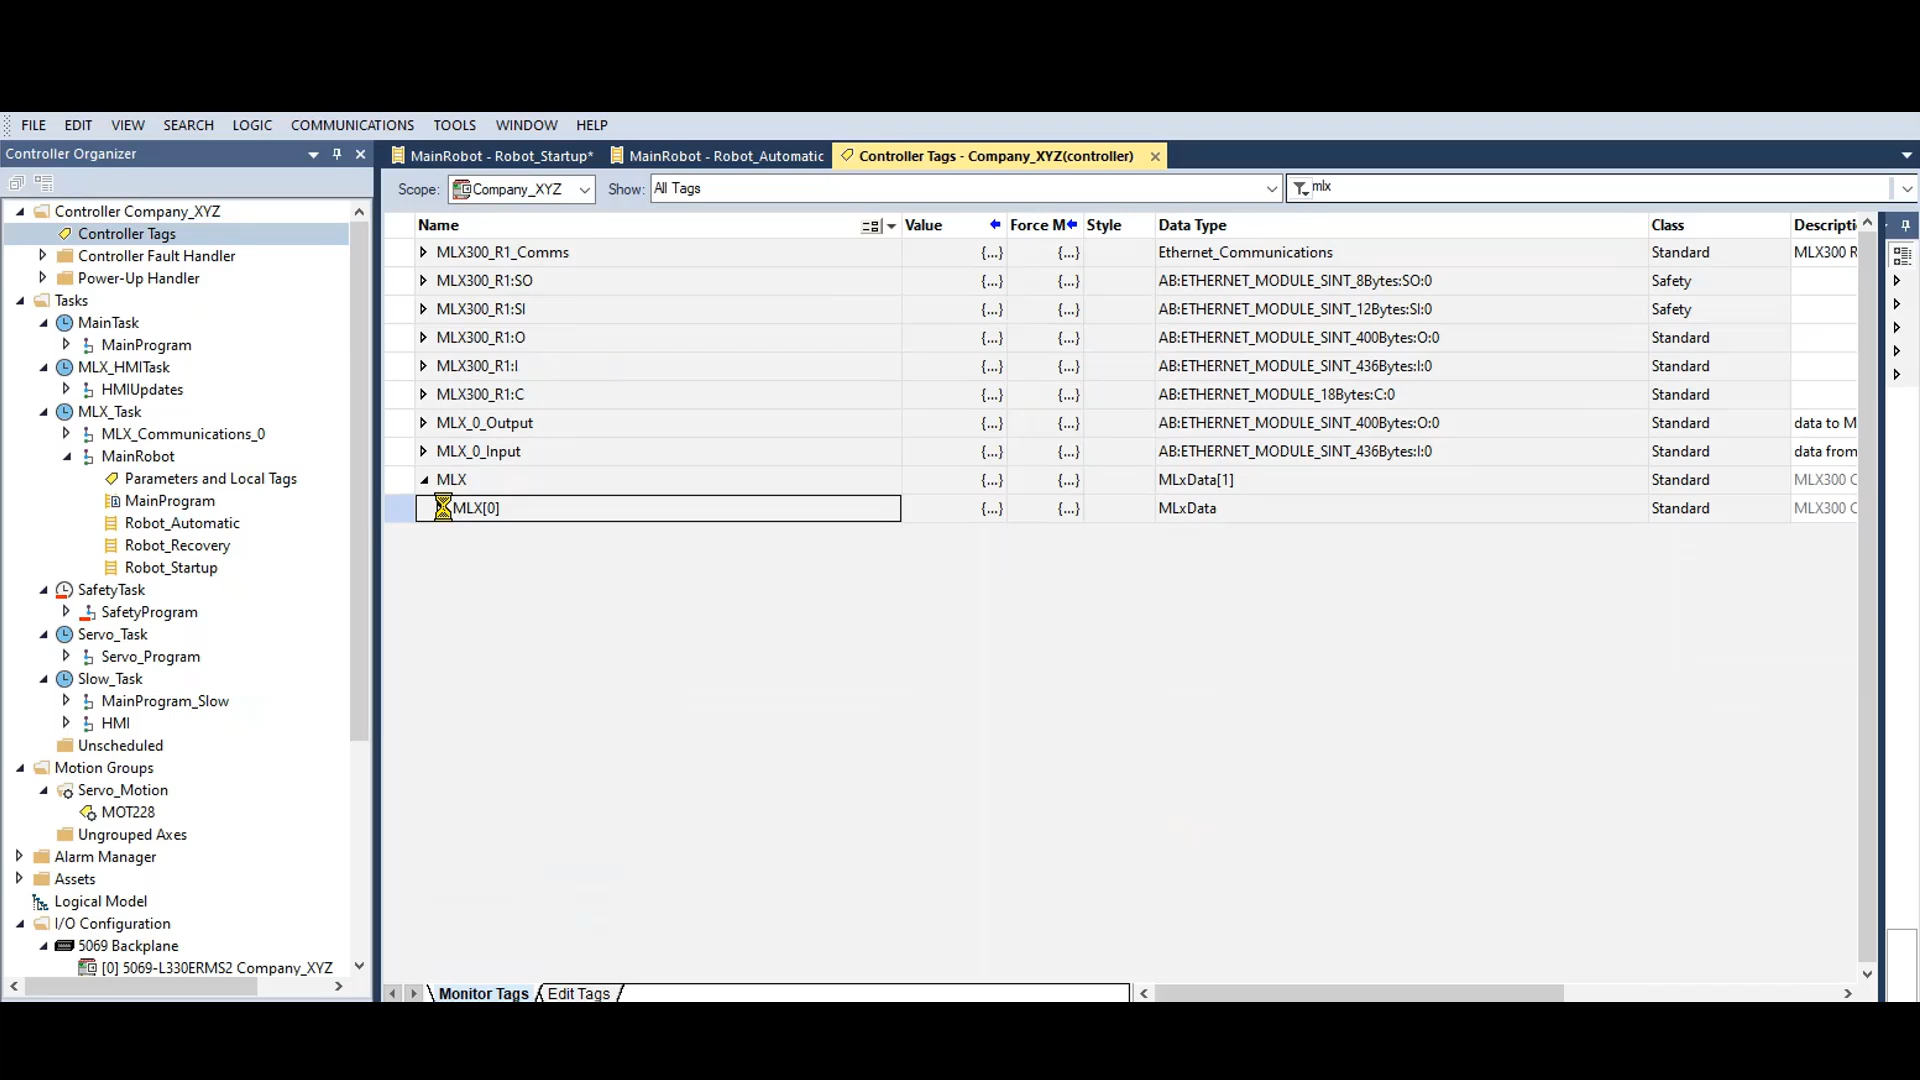 FILE EDIT VIEW SEARCH LOGIC COMMUNICATIONS TOOLS WINDOW HELP
Controller Organizer
Controller Company_XYZ
Controller Tags
Controller Fault Handler
Power-Up Handler
Tasks
MainTask
MainProgram
MLX_HMITask
HMIUpdates
MLX_Task
MLX_Communications_0
MainRobot
Parameters and Local Tags
MainProgram
Robot_Automatic
Robot_Recovery
Robot_Startup
SafetyTask
SafetyProgram
Servo_Task
Servo_Program
Slow_Task
MainProgram_Slow
HMI
Unscheduled
Motion Groups
Servo_Motion
MOT228
Ungrouped Axes
Alarm Manager
Assets
Logical Model
I/O Configuration
5069 Backplane
[0] 5069-L330ERMS2 Company_XYZ
MainRobot - Robot_Startup* MainRobot - Robot_Automatic Controller Tags - Company_XYZ(controller)
Scope: Company_XYZ Show: All Tags mlx
Name Value Force M Style Data Type Class Descripti
MLX300_R1_Comms {...} {...} Ethernet_Communications Standard MLX300 R
MLX300_R1:SO {...} {...} AB:ETHERNET_MODULE_SINT_8Bytes:SO:0 Safety
MLX300_R1:SI {...} {...} AB:ETHERNET_MODULE_SINT_12Bytes:SI:0 Safety
MLX300_R1:O {...} {...} AB:ETHERNET_MODULE_SINT_400Bytes:O:0 Standard
MLX300_R1:I {...} {...} AB:ETHERNET_MODULE_SINT_436Bytes:I:0 Standard
MLX300_R1:C {...} {...} AB:ETHERNET_MODULE_18Bytes:C:0 Standard
MLX_0_Output {...} {...} AB:ETHERNET_MODULE_SINT_400Bytes:O:0 Standard data to M
MLX_0_Input {...} {...} AB:ETHERNET_MODULE_SINT_436Bytes:I:0 Standard data from
MLX {...} {...} MLxData[1] Standard MLX300 C
MLX[0] {...} {...} MLxData Standard MLX300 C
Monitor Tags Edit Tags